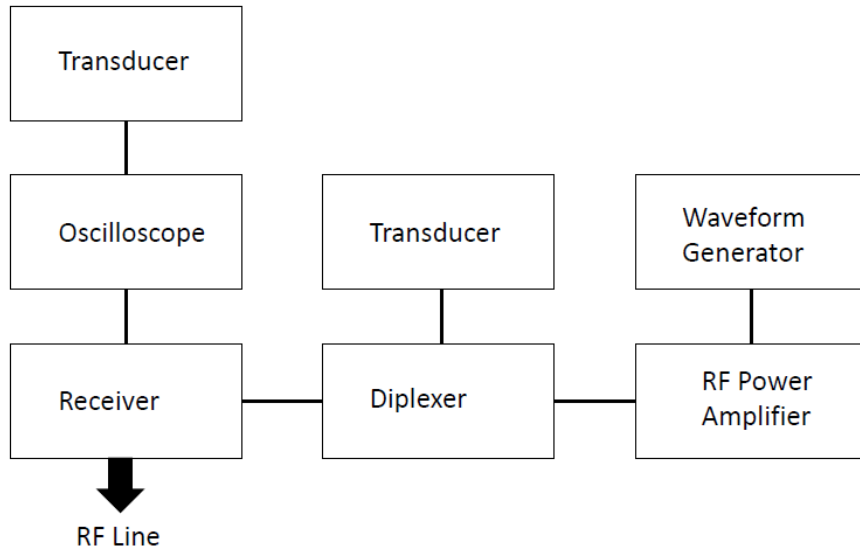 Transducer
Oscilloscope
Transducer
Waveform
Generator
Receiver
Diplexer
RF Power
Amplifier
RF Line